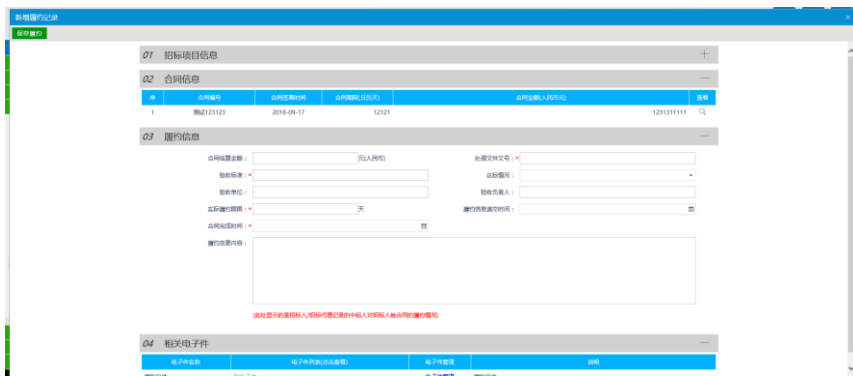 新增履约记录
保存履约
01 招标项目信息
02 合同信息
序 合同编号 合同签署时间 合同期限(日历天) 合同金额(人民币元) 查看
1 测试123123 2018-09-17 12121 1231311111
03 履约信息
合同结算金额： 元(人民币) 处理文件文号：*
验收标准：* 达标情况：
验收单位： 验收负责人：
实际履约期限：* 天 履约信息递交时间：
合同完成时间：*
履约变更内容：
(此处显示的是招标人/招标代理记录的中标人对招标人就合同的履约情况)
04 相关电子件
电子件名称 电子件列表(点击查看) 电子件管理 说明